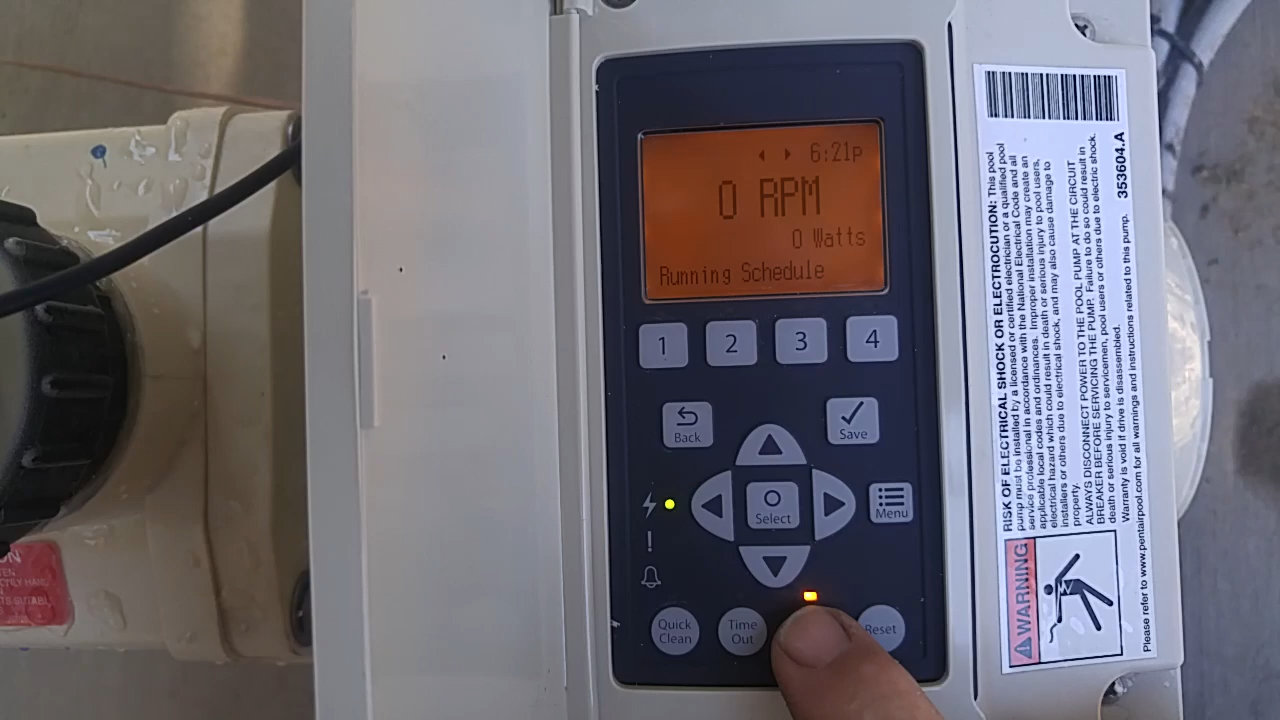 6:21p
0 RPM
0 Watts
Running Schedule
1
2
3
4
Back
Save
Select
Menu
Quick
Clean
Time
Out
Reset
RISK OF ELECTRICAL SHOCK OR ELECTROCUTION: This pool
pump must be installed by a licensed or certified electrician or a qualified pool
service professional in accordance with the National Electrical Code and all
applicable local codes and ordinances. Improper installation may create an
electrical hazard which could result in death or serious injury to pool users,
installers or others due to electrical shock, and may also cause damage to
property.
ALWAYS DISCONNECT POWER TO THE POOL PUMP AT THE CIRCUIT
BREAKER BEFORE SERVICING THE PUMP. Failure to do so could result in
death or serious injury to servicemen, pool users or others due to electric shock.
Warranty is void if drive is disassembled.
Please refer to www.pentairpool.com for all warnings and instructions related to this pump.
353604.A
WARNING